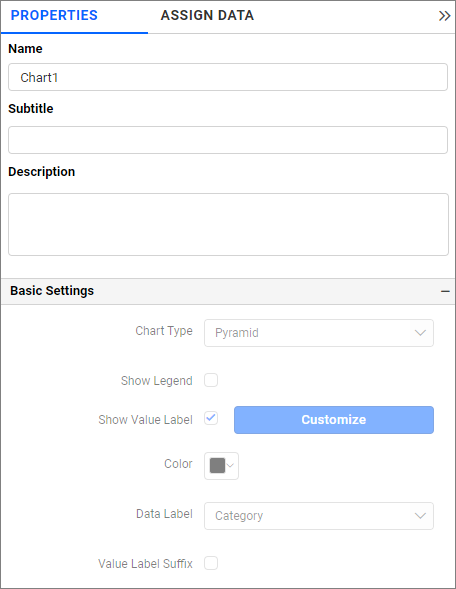 PROPERTIES ASSIGN DATA
Name
Chart1
Subtitle
Description
Basic Settings
Chart Type Pyramid
Show Legend
Show Value Label Customize
Color
Data Label Category
Value Label Suffix